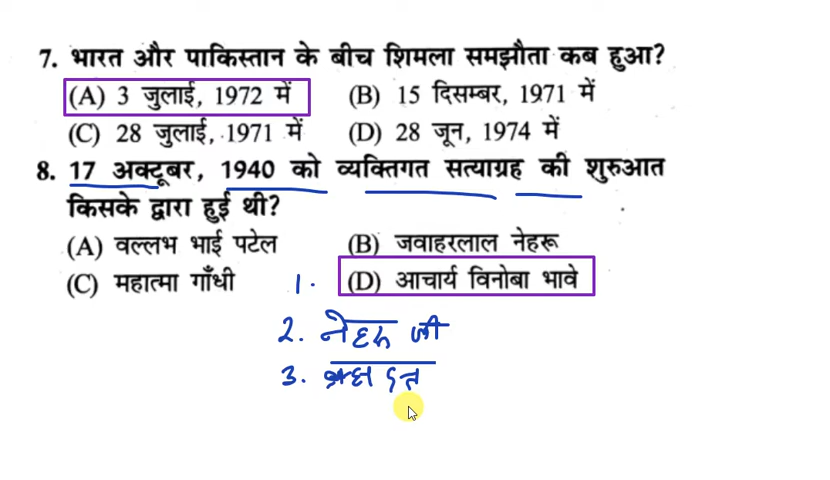 7. भारत और पाकिस्तान के बीच शिमला समझौता कब हुआ?
(A) 3 जुलाई, 1972 में (B) 15 दिसम्बर, 1971 में
(C) 28 जुलाई, 1971 में (D) 28 जून, 1974 में
8. 17 अक्टूबर, 1940 को व्यक्तिगत सत्याग्रह की शुरुआत
किसके द्वारा हुई थी?
(A) वल्लभ भाई पटेल (B) जवाहरलाल नेहरू
(C) महात्मा गाँधी 1. (D) आचार्य विनोबा भावे
2. नेहरू जी
3. ब्रह्म दत्त